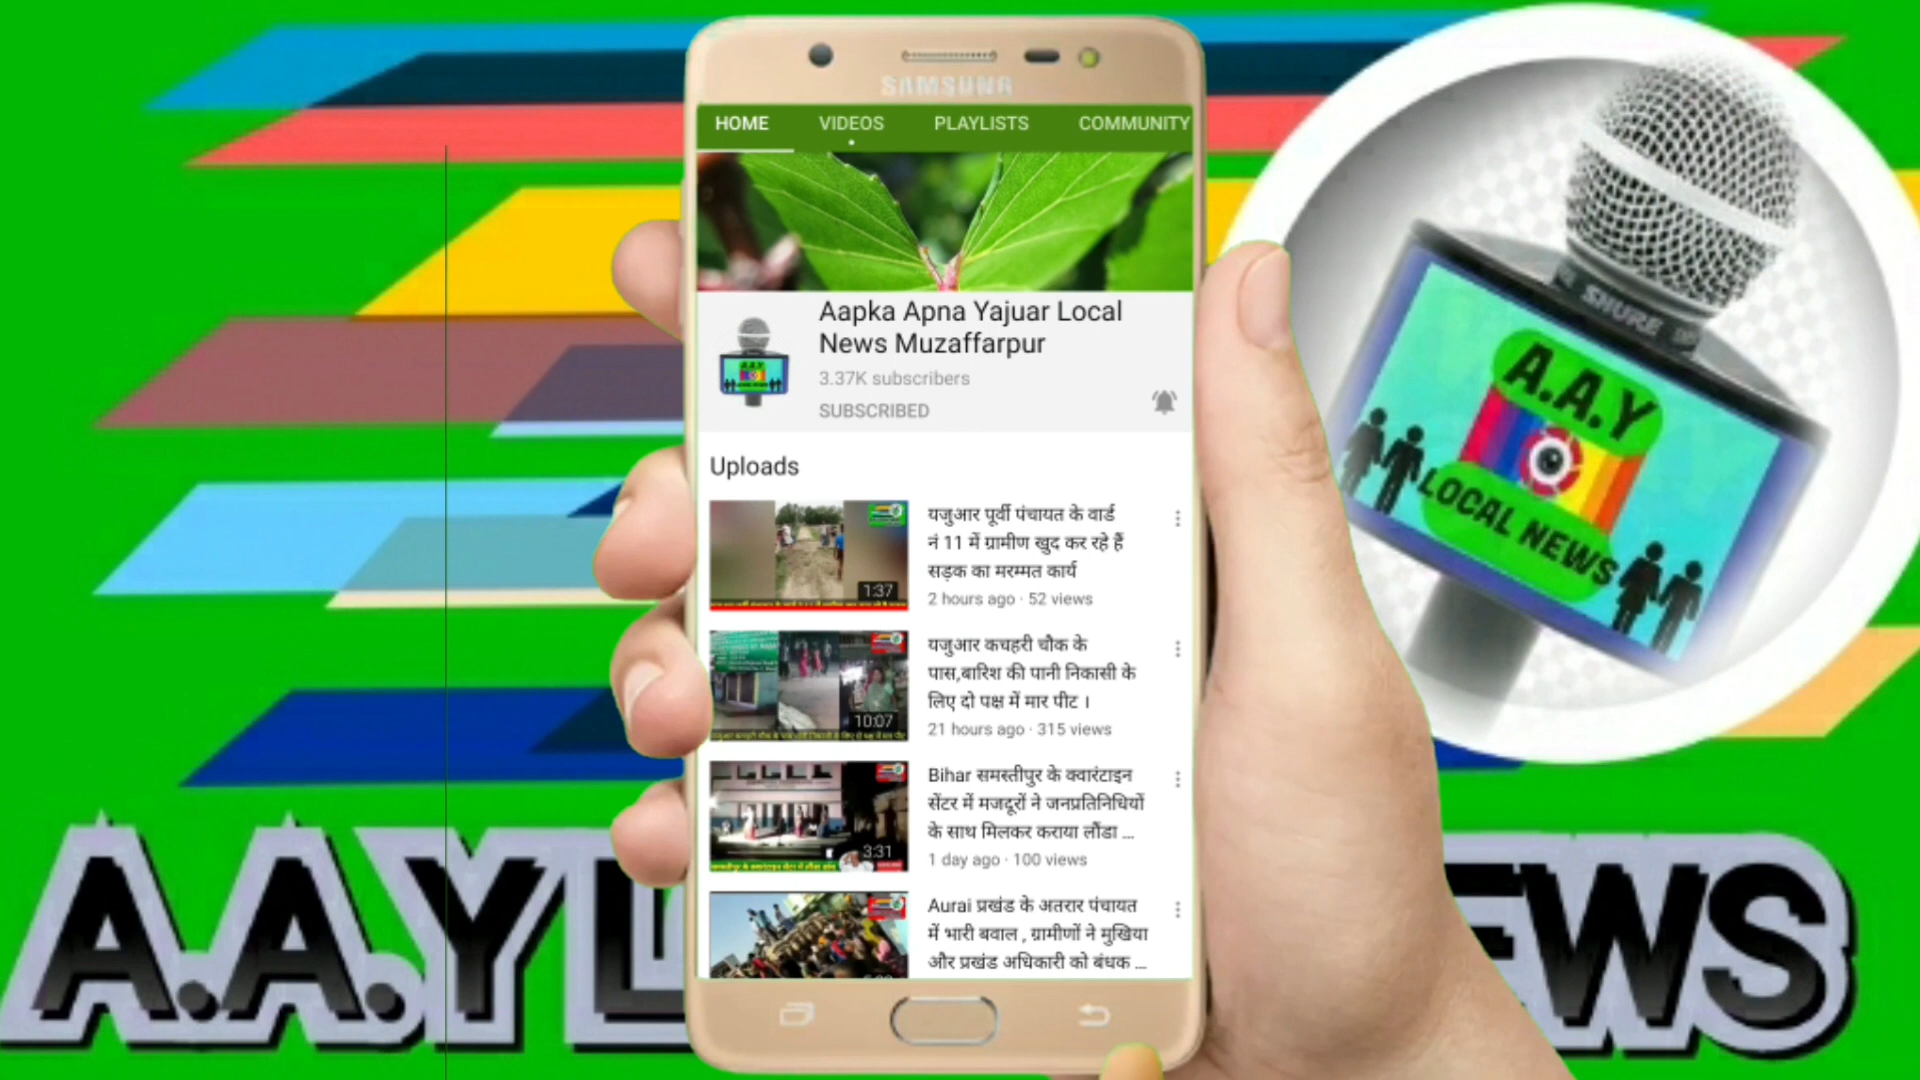 SAMSUNG
HOME VIDEOS PLAYLISTS COMMUNITY
Aapka Apna Yajuar Local
News Muzaffarpur
3.37K subscribers
SUBSCRIBED
Uploads
यजुआर पूर्वी पंचायत के वार्ड
नं 11 में ग्रामीण खुद कर रहे हैं
सड़क का मरम्मत कार्य
2 hours ago · 52 views
1:37
यजुआर कचहरी चौक के
पास,बारिश की पानी निकासी के
लिए दो पक्ष में मार पीट ।
21 hours ago · 315 views
10:07
Bihar समस्तीपुर के क्वारंटाइन
सेंटर में मजदूरों ने जनप्रतिनिधियों
के साथ मिलकर कराया लौंडा ...
1 day ago · 100 views
3:31
Aurai प्रखंड के अतरार पंचायत
में भारी बवाल , ग्रामीणों ने मुखिया
और प्रखंड अधिकारी को बंधक ...
SHURE
A.A.Y
LOCAL NEWS
A.A.Y L EWS